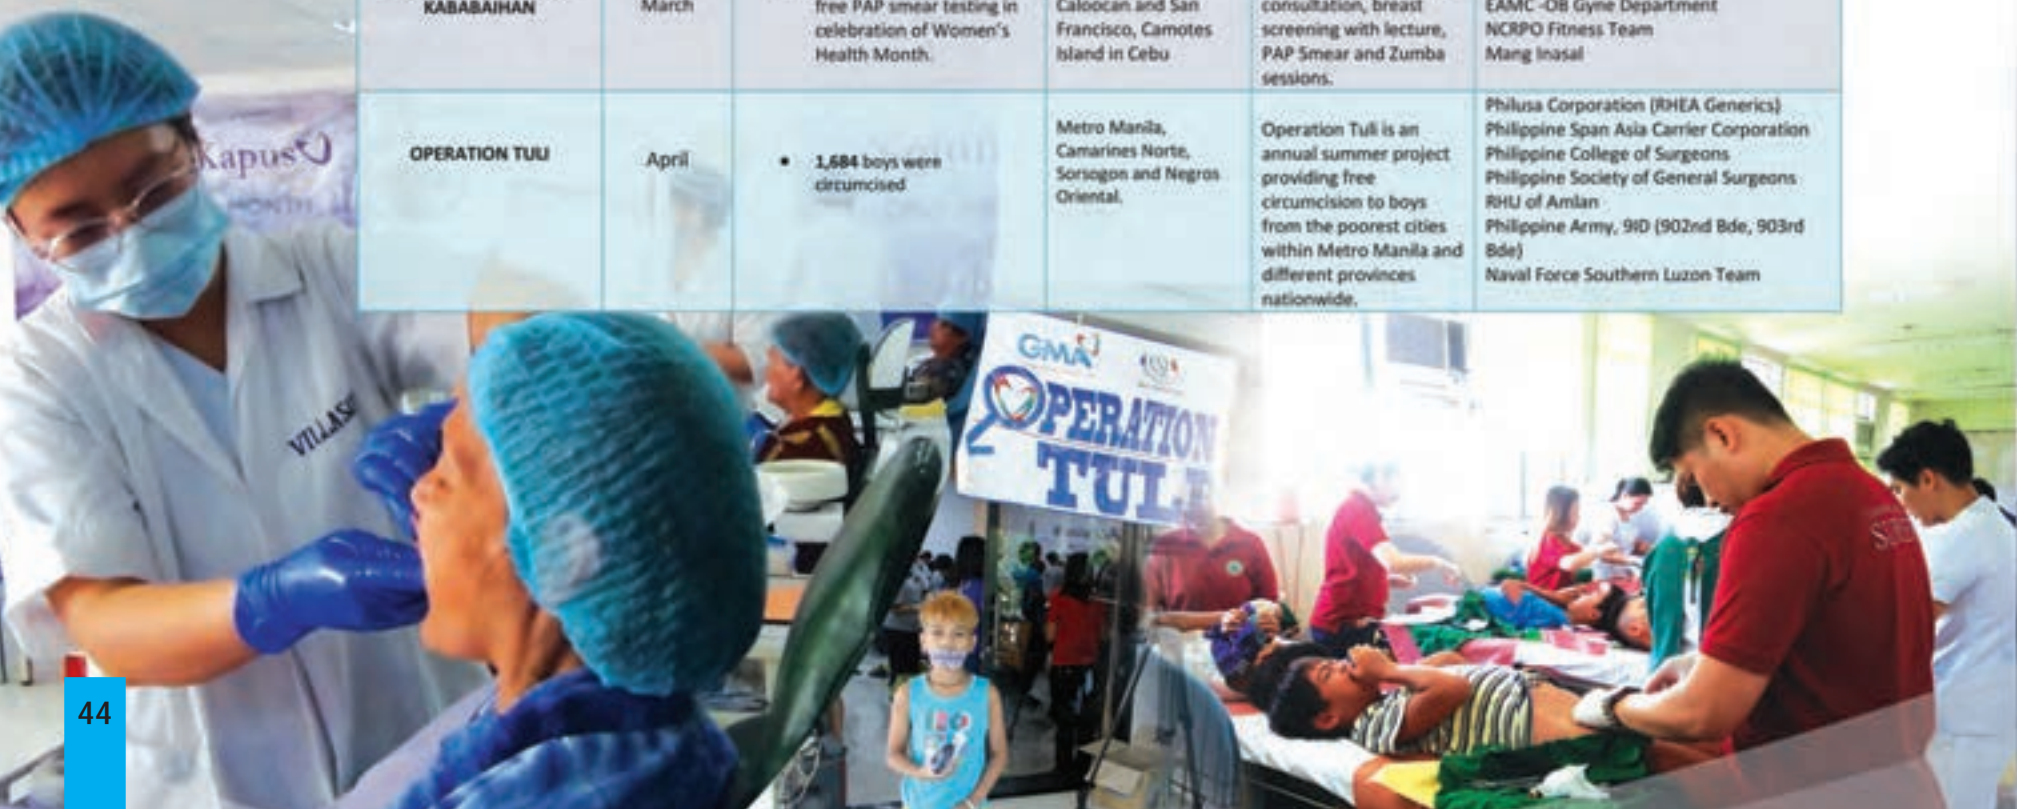 KABABAIHAN
March
free PAP smear testing in
celebration of Women's
Health Month.
Caloocan and San
Francisco, Camotes
Island in Cebu
consultation, breast
screening with lecture,
PAP Smear and Zumba
sessions.
EAMC -OB Gyne Department
NCRPO Fitness Team
Mang Inasal
OPERATION TULI
April
• 1,684 boys were
circumcised
Metro Manila,
Camarines Norte,
Sorsogon and Negros
Oriental.
Operation Tuli is an
annual summer project
providing free
circumcision to boys
from the poorest cities
within Metro Manila and
different provinces
nationwide.
Philusa Corporation (RHEA Generics)
Philippine Span Asia Carrier Corporation
Philippine College of Surgeons
Philippine Society of General Surgeons
RHU of Amlan
Philippine Army, 9ID (902nd Bde, 903rd
Bde)
Naval Force Southern Luzon Team
Kapuso
GMA
OPERATION
TULI
44